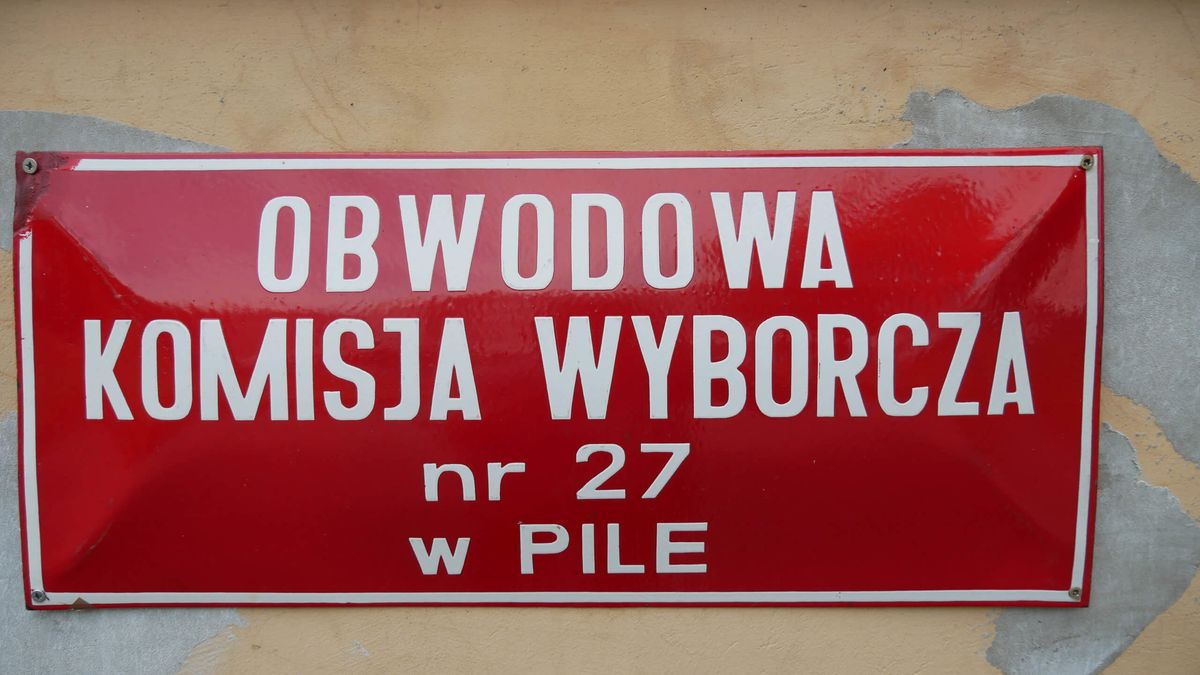 OBWODOWA
KOMISJA WYBORCZA
nr 27
w PILE